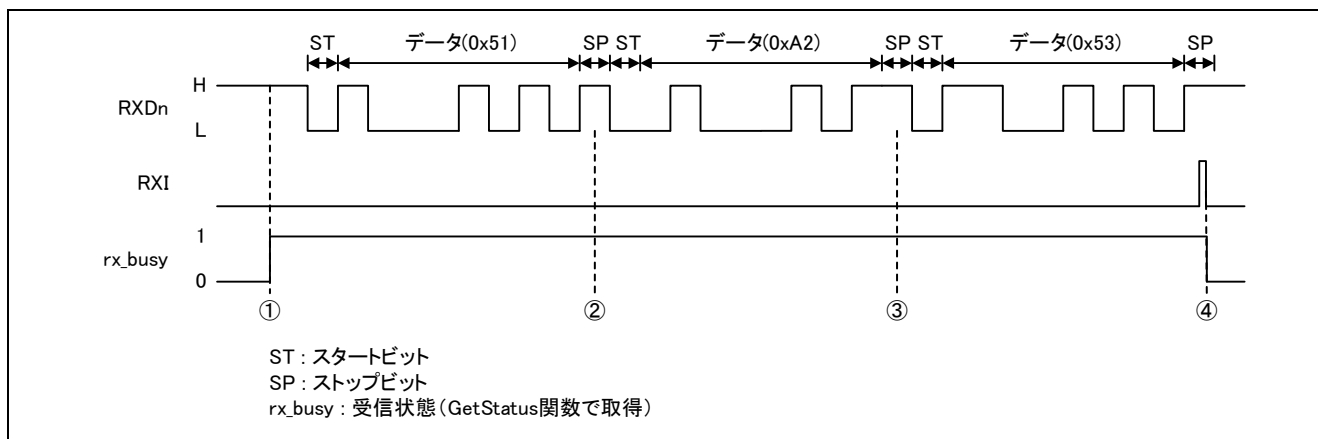 ST データ(0x51) SP ST データ(0xA2) SP ST データ(0x53) SP
H
RXDn
L
RXI
1
rx_busy
0
① ② ③ ④
ST : スタートビット
SP : ストップビット
rx_busy : 受信状態(GetStatus関数で取得)